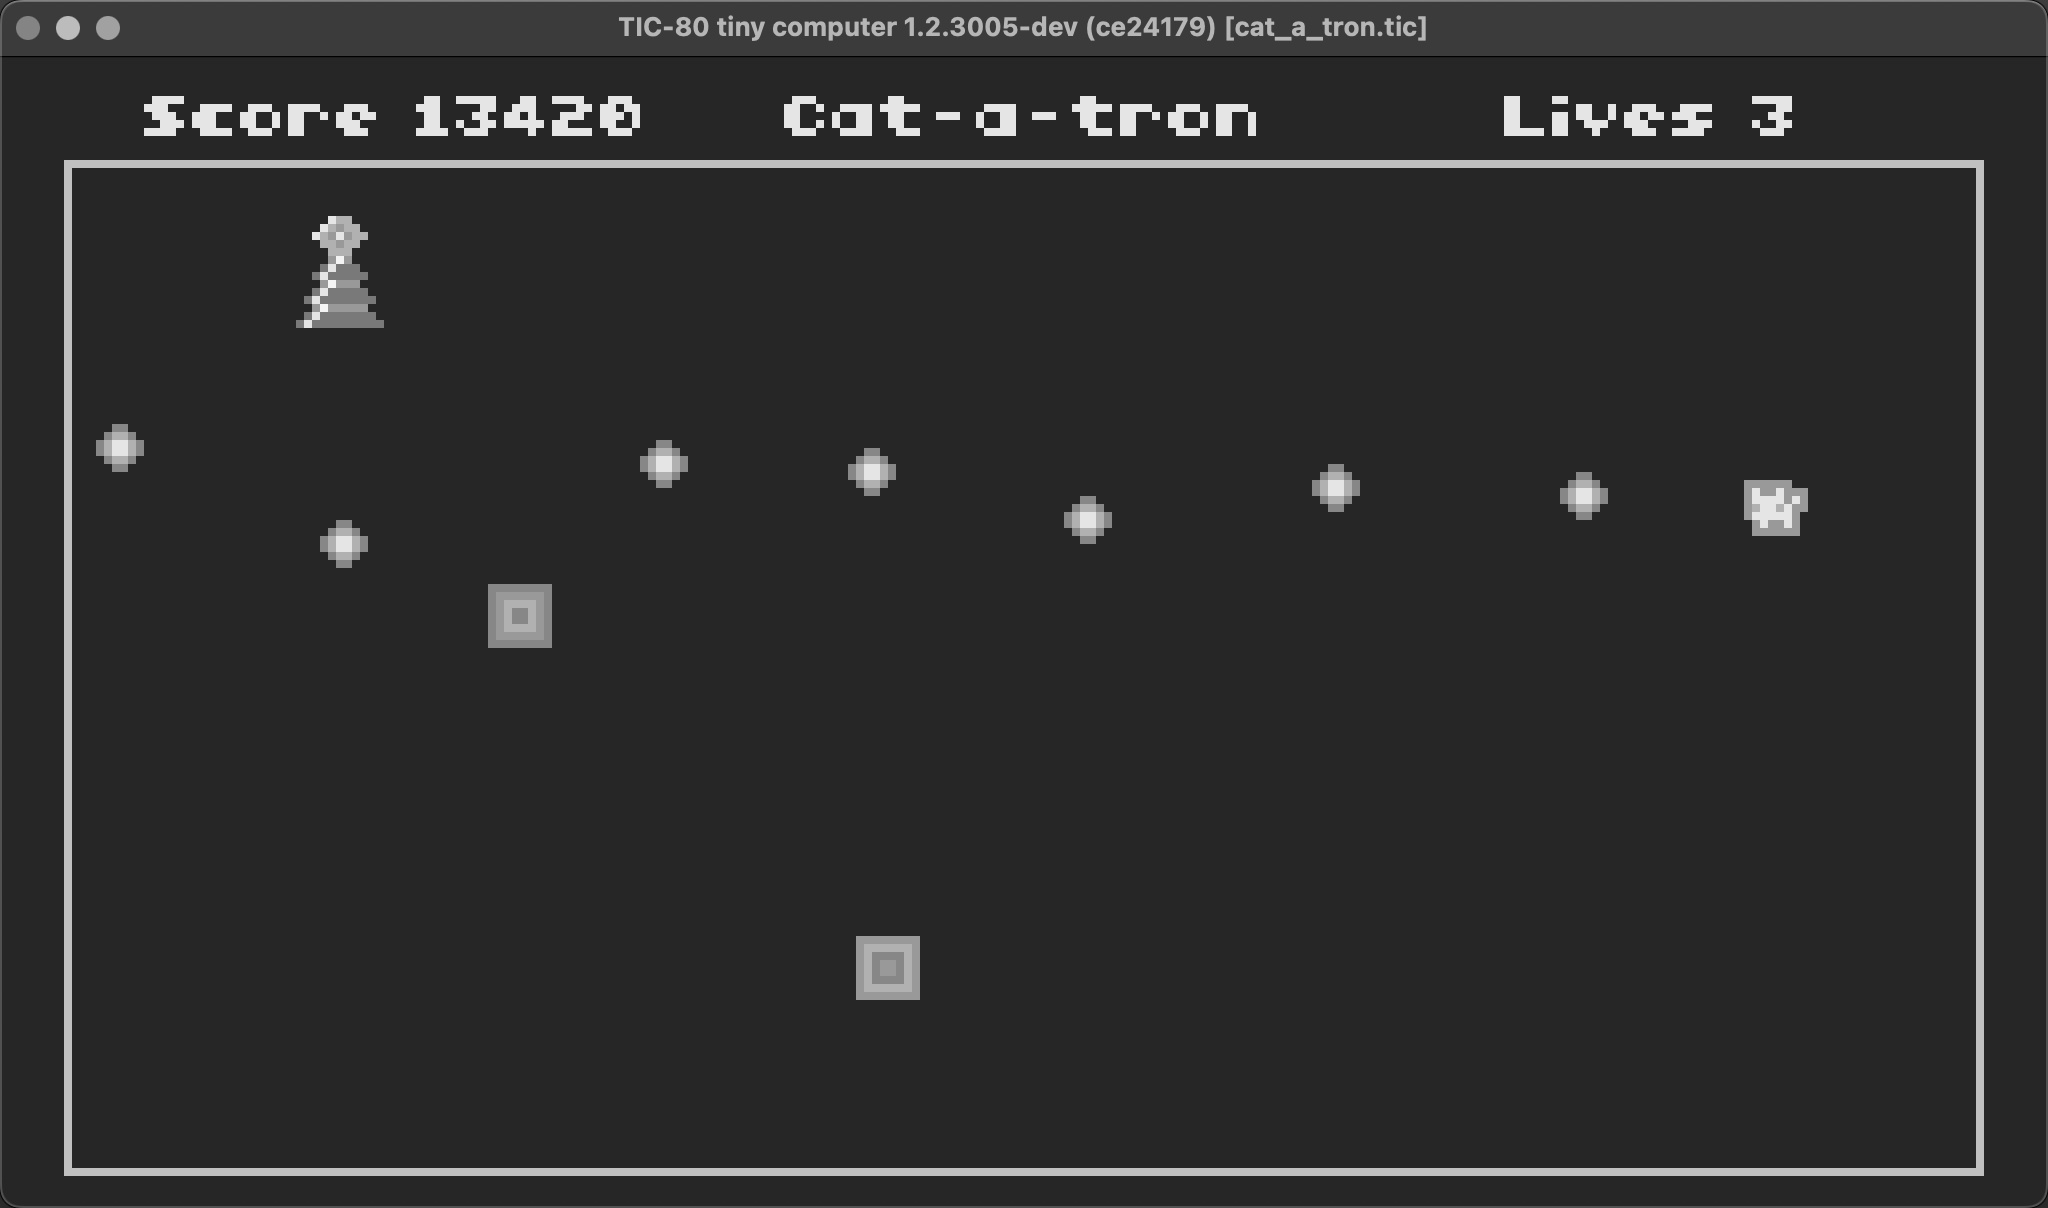 TIC-80 tiny computer 1.2.3005-dev (ce24179) [cat_a_tron.tic]
Score 13420 Cat-a-tron Lives 3